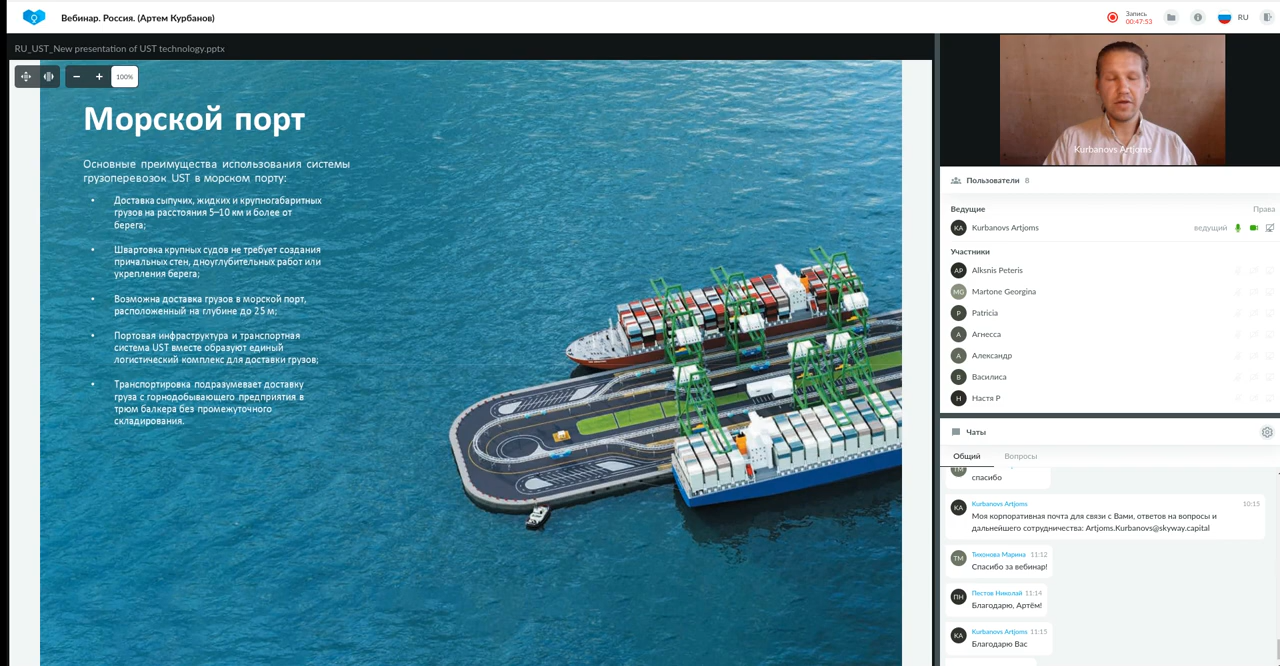 Вебинар. Россия. (Артем Курбанов)
Запись
00:47:53
RU
RU_UST_New presentation of UST technology.pptx
100%
Морской порт
Основные преимущества использования системы
грузоперевозок UST в морском порту:
• Доставка сыпучих, жидких и крупногабаритных
грузов на расстояния 5–10 км и более от
берега;
• Швартовка крупных судов не требует создания
причальных стен, дноуглубительных работ или
укрепления берега;
• Возможна доставка грузов в морской порт,
расположенный на глубине до 25 м;
• Портовая инфраструктура и транспортная
система UST вместе образуют единый
логистический комплекс для доставки грузов;
• Транспортировка подразумевает доставку
груза с горнодобывающего предприятия в
трюм балкера без промежуточного
складирования.
Kurbanovs Artjoms
Пользователи 8
Ведущие Права
KA Kurbanovs Artjoms ведущий
Участники
AP Alksnis Peteris
MG Martone Georgina
P Patricia
А Агнесса
А Александр
В Василиса
Н Настя Р
Чаты
Общий Вопросы
ТМ
спасибо
KA Kurbanovs Artjoms 10:15
Моя корпоративная почта для связи с Вами, ответов на вопросы и
дальнейшего сотрудничества: Artjoms.Kurbanovs@skyway.capital
ТМ Тихонова Марина 11:12
Спасибо за вебинар!
ПН Пестов Николай 11:14
Благодарю, Артём!
KA Kurbanovs Artjoms 11:15
Благодарю Вас